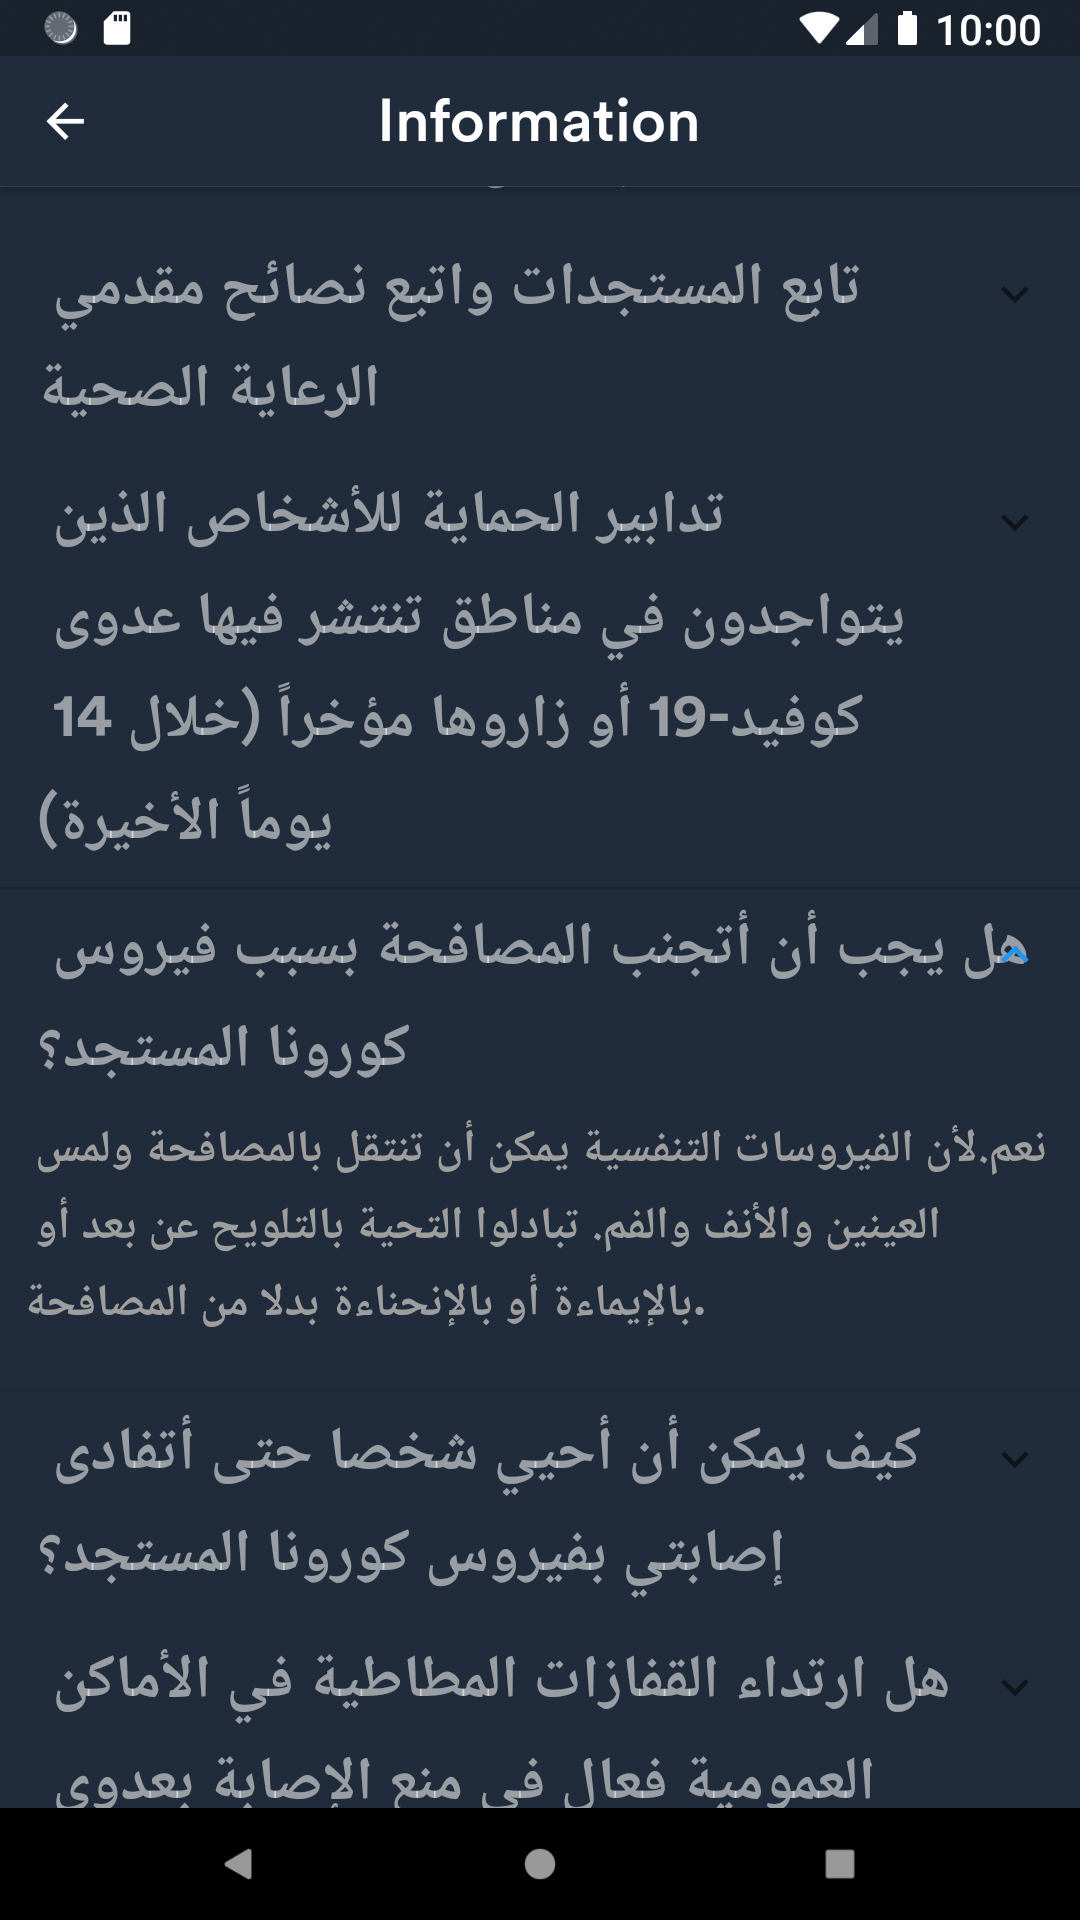 10:00
Information
تابع المستجدات واتبع نصائح مقدمي
الرعاية الصحية
تدابير الحماية للأشخاص الذين
يتواجدون في مناطق تنتشر فيها عدوى
كوفيد-19 أو زاروها مؤخراً (خلال 14
يوماً الأخيرة)
هل يجب أن أتجنب المصافحة بسبب فيروس
كورونا المستجد؟
نعم.لأن الفيروسات التنفسية يمكن أن تنتقل بالمصافحة ولمس
العينين والأنف والفم. تبادلوا التحية بالتلويح عن بعد أو
بالإيماءة أو بالإنحناءة بدلا من المصافحة.
كيف يمكن أن أحيي شخصا حتى أتفادى
إصابتي بفيروس كورونا المستجد؟
هل ارتداء القفازات المطاطية في الأماكن
العمومية فعال في منع الإصابة بعدوى